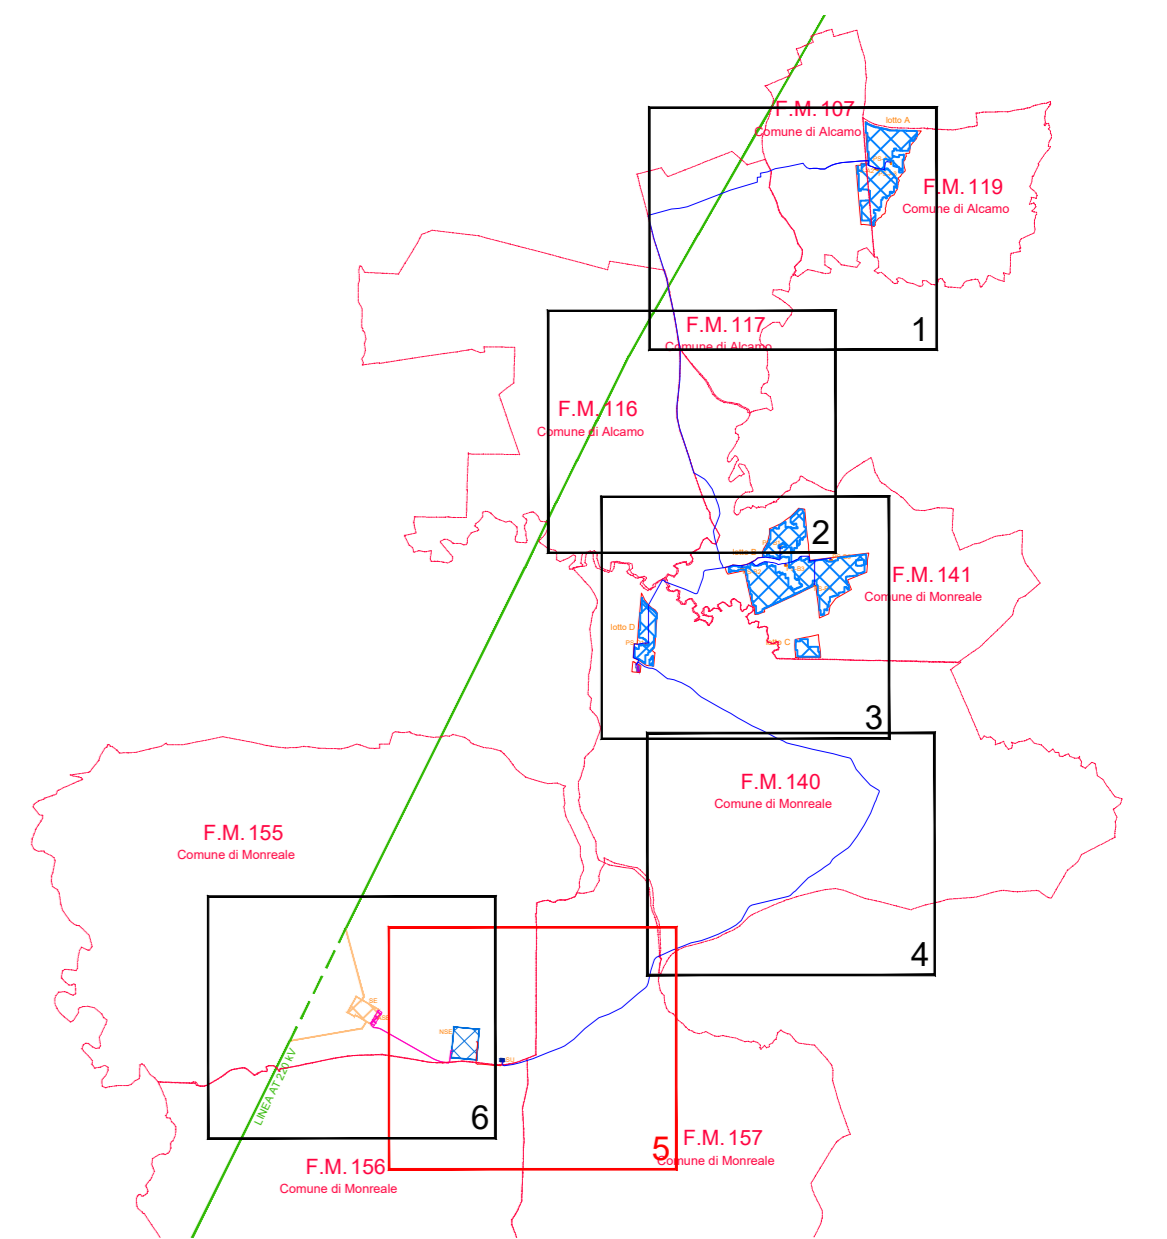 F.M. 107
Comune di Alcamo
lotto A
F.M. 119
Comune di Alcamo
F.M. 117
Comune di Alcamo
1
F.M. 116
Comune di Alcamo
2
F.M. 141
Comune di Monreale
lotto D
3
F.M. 140
Comune di Monreale
F.M. 155
Comune di Monreale
4
SE
NSE
LINEA AT 220 kV
6
5
F.M. 157
Comune di Monreale
F.M. 156
Comune di Monreale